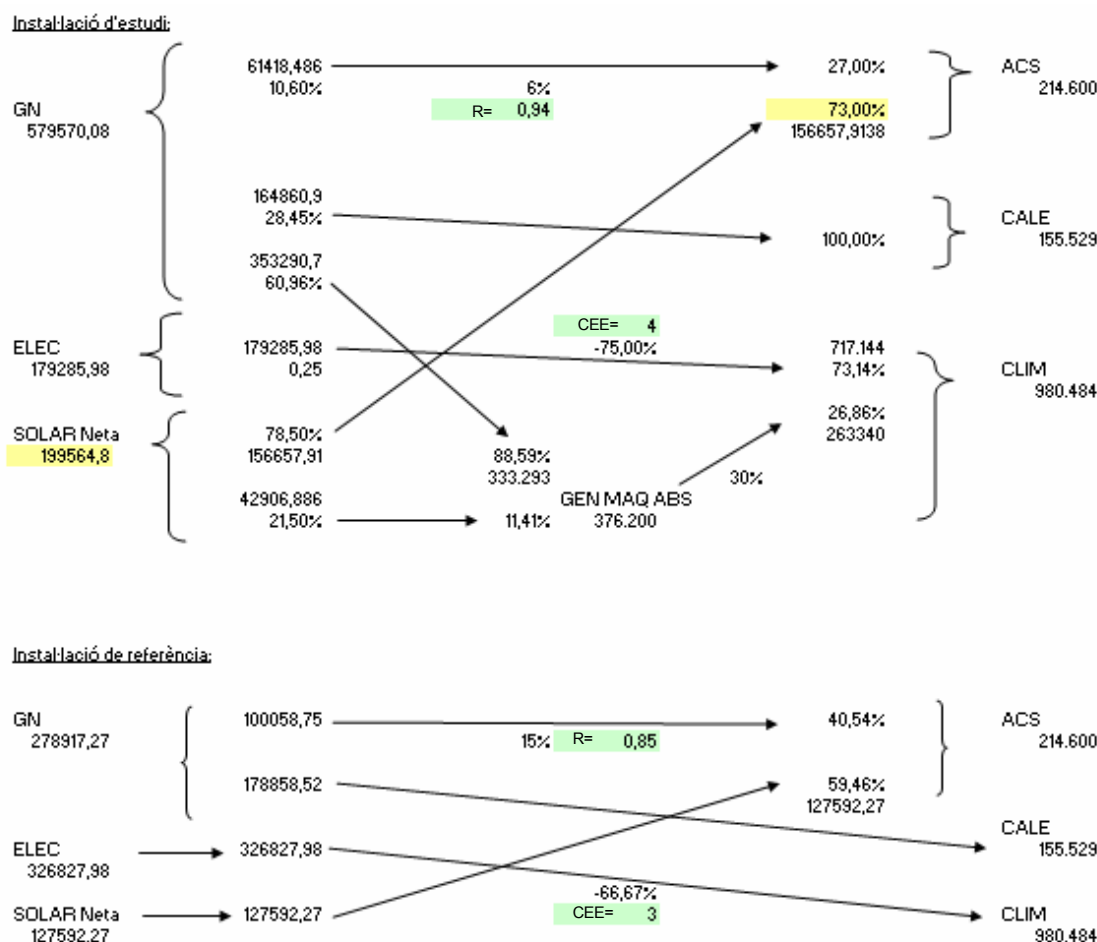 Instal·lació d'estudi:
61418,486 27,00% ACS
10,60% 6% 214.600
GN R= 0,94 73,00%
579570,08 156657,9138
164860,9
28,45% CALE
100,00% 155.529
353290,7
60,96%
CEE= 4
ELEC 179285,98 -75,00% 717.144
179285,98 0,25 73,14% CLIM
980.484
26,86%
SOLAR Neta 78,50% 263340
199564,8 156657,91 88,59%
333.293 30%
42906,886 GEN MAQ ABS
21,50% 11,41% 376.200
Instal·lació de referència:
GN 100058,75 40,54% ACS
278917,27 15% R= 0,85 214.600
178858,52 59,46%
127592,27
CALE
ELEC 326827,98 155.529
326827,98
-66,67%
SOLAR Neta 127592,27 CEE= 3 CLIM
127592,27 980.484